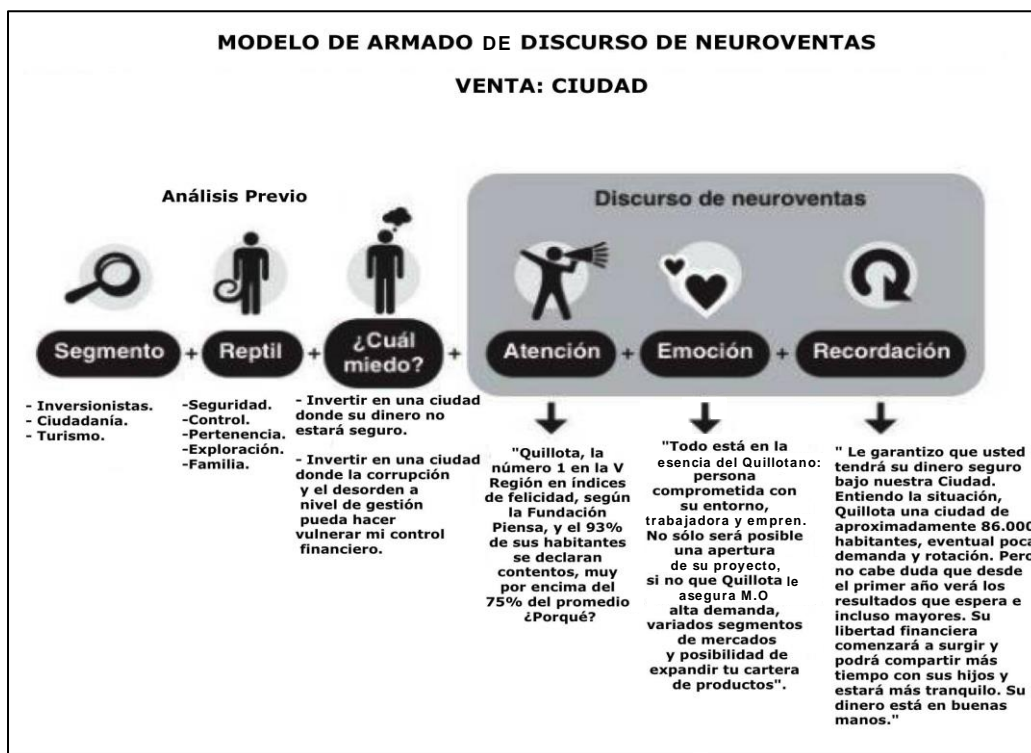 MODELO DE ARMADO DE DISCURSO DE NEUROVENTAS
VENTA: CIUDAD
Análisis Previo
Discurso de neuroventas
Segmento + Reptil + ¿Cuál miedo? + Atención + Emoción + Recordación
- Inversionistas.
- Ciudadanía.
- Turismo.
-Seguridad.
-Control.
-Pertenencia.
-Exploración.
-Familia.
- Invertir en una ciudad
donde su dinero no
estará seguro.
- Invertir en una ciudad
donde la corrupción
y el desorden a
nivel de gestión
pueda hacer
vulnerar mi control
financiero.
"Quillota, la
número 1 en la V
Región en índices
de felicidad, según
la Fundación
Piensa, y el 93%
de sus habitantes
se declaran
contentos, muy
por encima del
75% del promedio
¿Porqué?
"Todo está en la
esencia del Quillotano:
persona
comprometida con
su entorno,
trabajadora y empren.
No sólo será posible
una apertura
de su proyecto,
si no que Quillota le
asegura M.O
alta demanda,
variados segmentos
de mercados
y posibilidad de
expandir tu cartera
de productos".
" Le garantizo que usted
tendrá su dinero seguro
bajo nuestra Ciudad.
Entiendo la situación,
Quillota una ciudad de
aproximadamente 86.000
habitantes, eventual poca
demanda y rotación. Pero
no cabe duda que desde
el primer año verá los
resultados que espera e
incluso mayores. Su
libertad financiera
comenzará a surgir y
podrá compartir más
tiempo con sus hijos y
estará más tranquilo. Su
dinero está en buenas
manos."